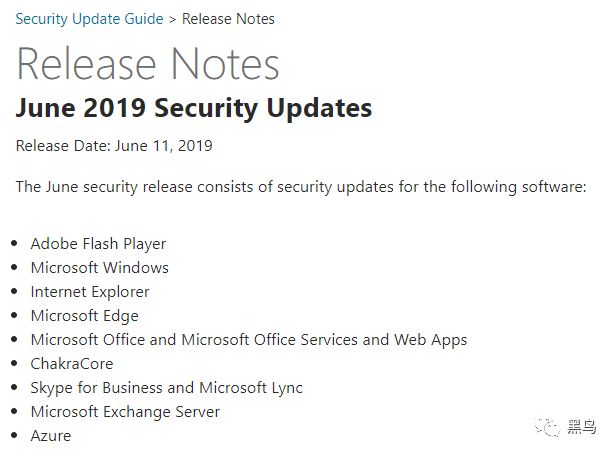 Security Update Guide > Release Notes
Release Notes
June 2019 Security Updates
Release Date: June 11, 2019
The June security release consists of security updates for the following software:
• Adobe Flash Player
• Microsoft Windows
• Internet Explorer
• Microsoft Edge
• Microsoft Office and Microsoft Office Services and Web Apps
• ChakraCore
• Skype for Business and Microsoft Lync
• Microsoft Exchange Server
• Azure
黑鸟